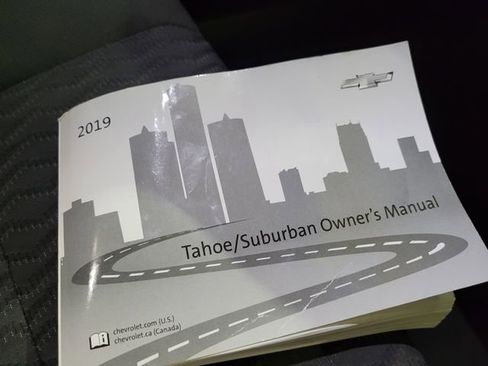 2019
Tahoe/Suburban Owner's Manual
chevrolet.com (U.S.)
chevrolet.ca (Canada)